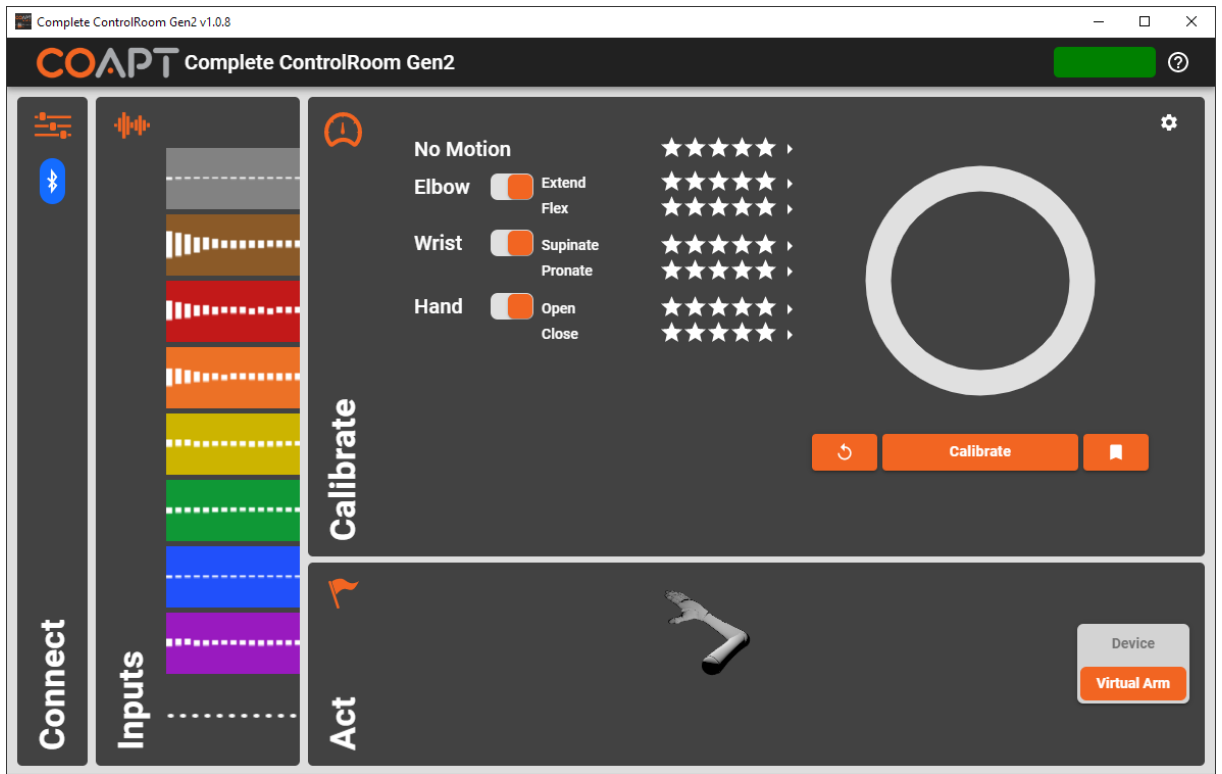 Complete ControlRoom Gen2 v1.0.8
COAPT Complete ControlRoom Gen2
Connect
Inputs
Calibrate
No Motion
Elbow
Extend
Flex
Wrist
Supinate
Pronate
Hand
Open
Close
Calibrate
Act
Device
Virtual Arm